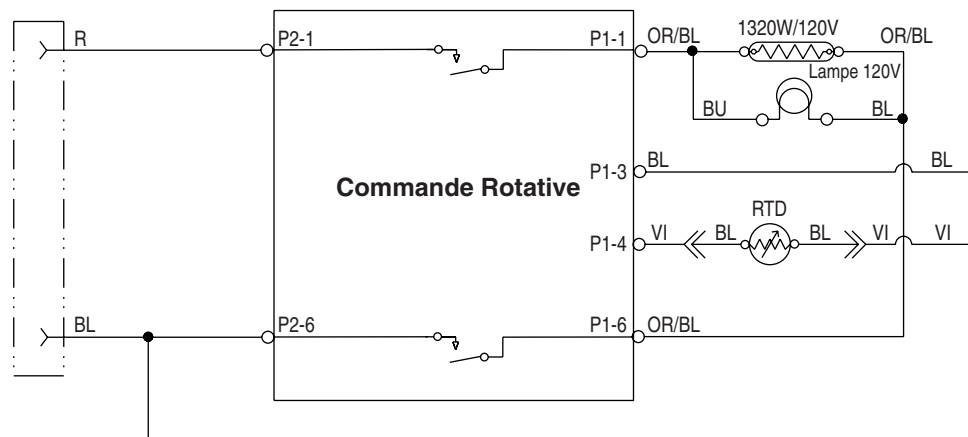 R
P2-1
P1-1
OR/BL
1320W/120V
OR/BL
Lampe 120V
BU
BL
P1-3
BL
BL
Commande Rotative
RTD
P1-4
VI
BL
BL
VI
VI
BL
P2-6
P1-6
OR/BL